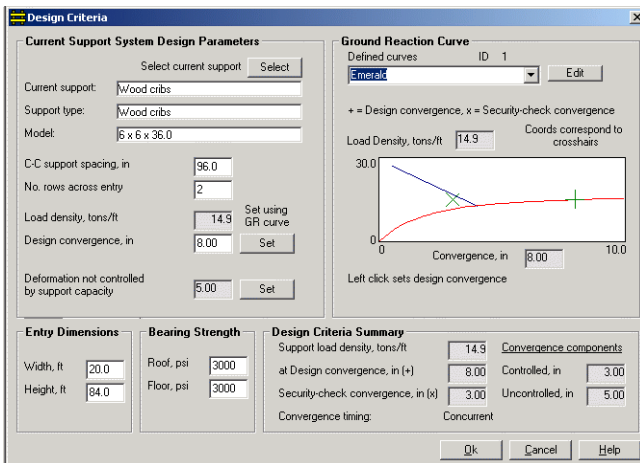 Design Criteria
Current Support System Design Parameters
Select current support Select
Current support: Wood cribs
Support type: Wood cribs
Model: 6 x 6 x 36.0
C-C support spacing, in 96.0
No. rows across entry 2
Load density, tons/ft 14.9 Set using GR curve
Design convergence, in 8.00 Set
Deformation not controlled by support capacity 5.00 Set
Ground Reaction Curve
Defined curves ID 1
Emerald Edit
+ = Design convergence, x = Security-check convergence
Load Density, tons/ft 14.9 Coords correspond to crosshairs
30.0
0
0 10.0
Convergence, in 8.00
Left click sets design convergence
Entry Dimensions
Width, ft 20.0
Height, ft 84.0
Bearing Strength
Roof, psi 3000
Floor, psi 3000
Design Criteria Summary
Support load density, tons/ft 14.9 Convergence components
at Design convergence, in (+) 8.00 Controlled, in 3.00
Security-check convergence, in (x) 3.00 Uncontrolled, in 5.00
Convergence timing: Concurrent
Ok Cancel Help